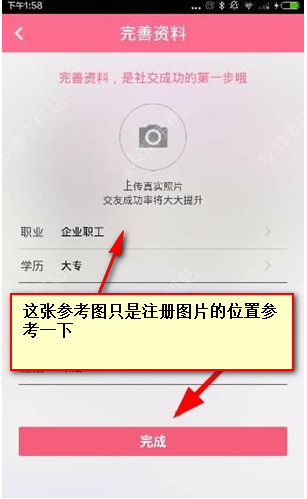 下午1:58
完善资料
完善资料，是社交成功的第一步哦
上传真实照片
交友成功率将大大提升
职业 企业职工
学历 大专
这张参考图只是注册图片的位置参
考一下
完成